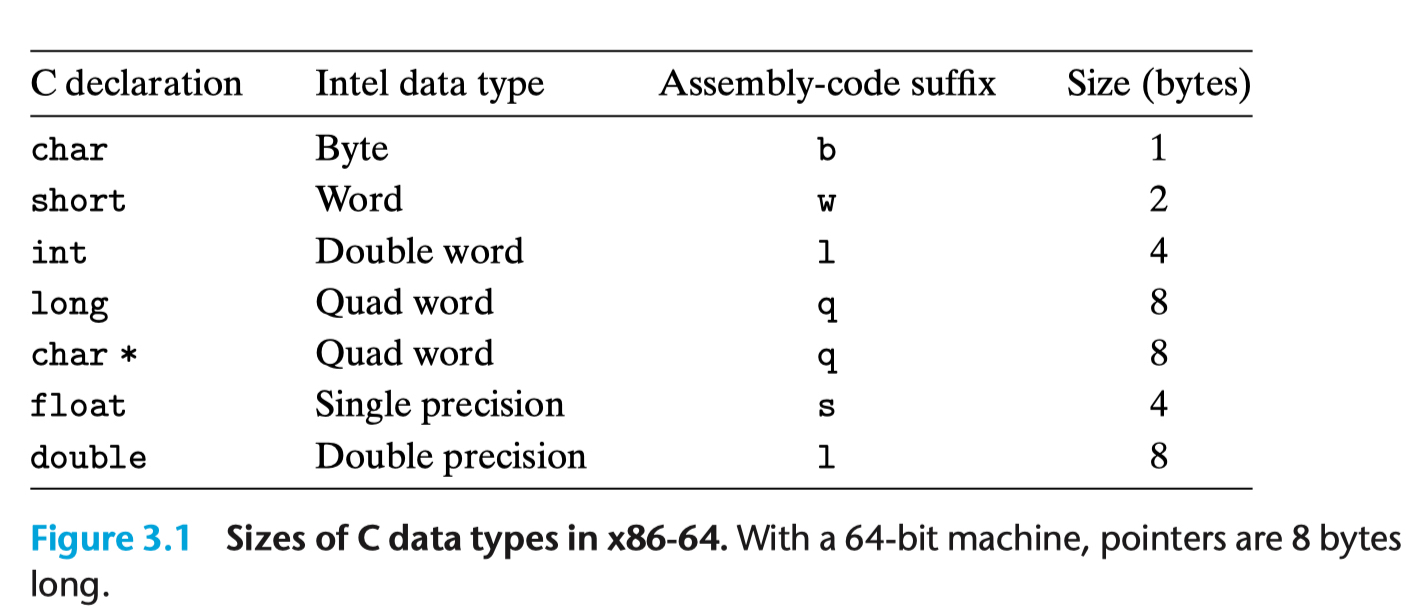 C declaration Intel data type Assembly-code suffix Size (bytes)
char Byte b 1
short Word w 2
int Double word l 4
long Quad word q 8
char * Quad word q 8
float Single precision s 4
double Double precision l 8
Figure 3.1 Sizes of C data types in x86-64. With a 64-bit machine, pointers are 8 bytes
long.